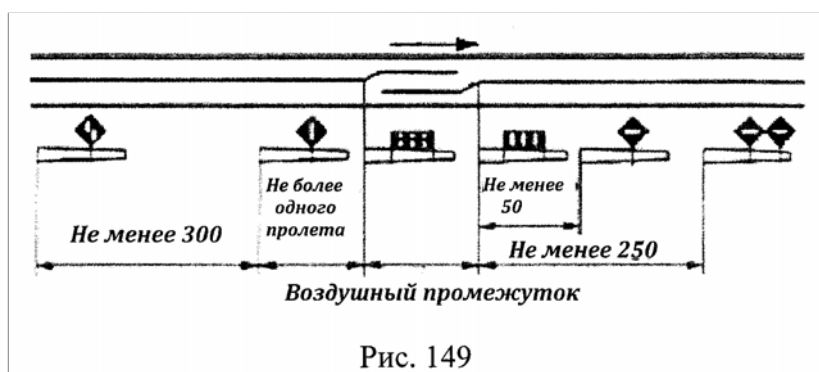 Не более
одного
пролета
Не менее
50
Не менее 300
Не менее 250
Воздушный промежуток
Рис. 149